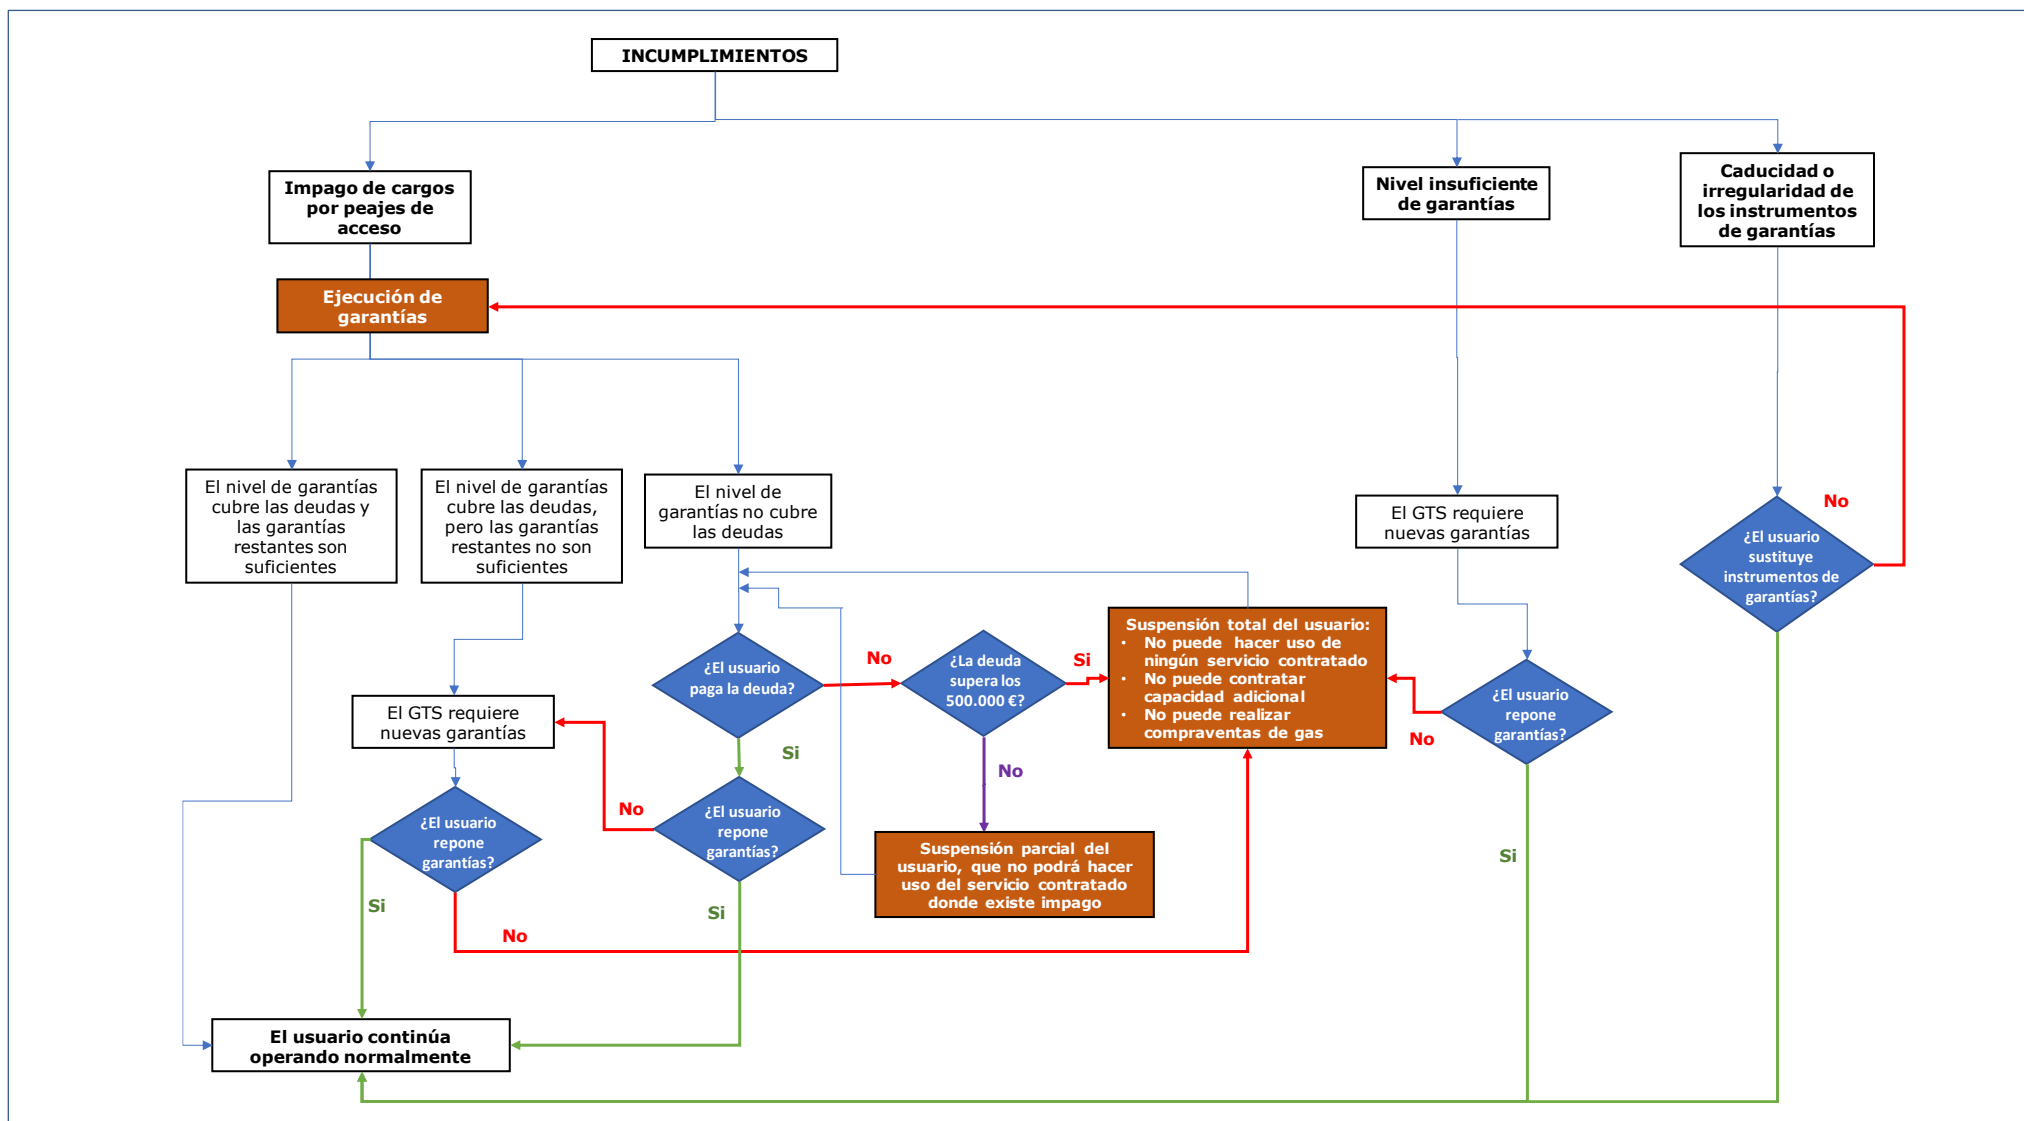 INCUMPLIMIENTOS
Impago de cargos
por peajes de
acceso
Nivel insuficiente
de garantías
Caducidad o
irregularidad de
los instrumentos
de garantías
Ejecución de
garantías
El nivel de garantías
cubre las deudas y
las garantías
restantes son
suficientes
El nivel de garantías
cubre las deudas,
pero las garantías
restantes no son
suficientes
El nivel de
garantías no cubre
las deudas
El GTS requiere
nuevas garantías
No
¿El usuario
sustituye
instrumentos de
garantías?
¿El usuario
paga la deuda?
No
¿La deuda
supera los
500.000 €?
Si
Suspensión total del usuario:
• No puede hacer uso de
ningún servicio contratado
• No puede contratar
capacidad adicional
• No puede realizar
compraventas de gas
No
¿El usuario
repone
garantías?
El GTS requiere
nuevas garantías
Si
No
No
¿El usuario
repone
garantías?
¿El usuario
repone
garantías?
Suspensión parcial del
usuario, que no podrá hacer
uso del servicio contratado
donde existe impago
Si
Si
Si
No
El usuario continúa
operando normalmente